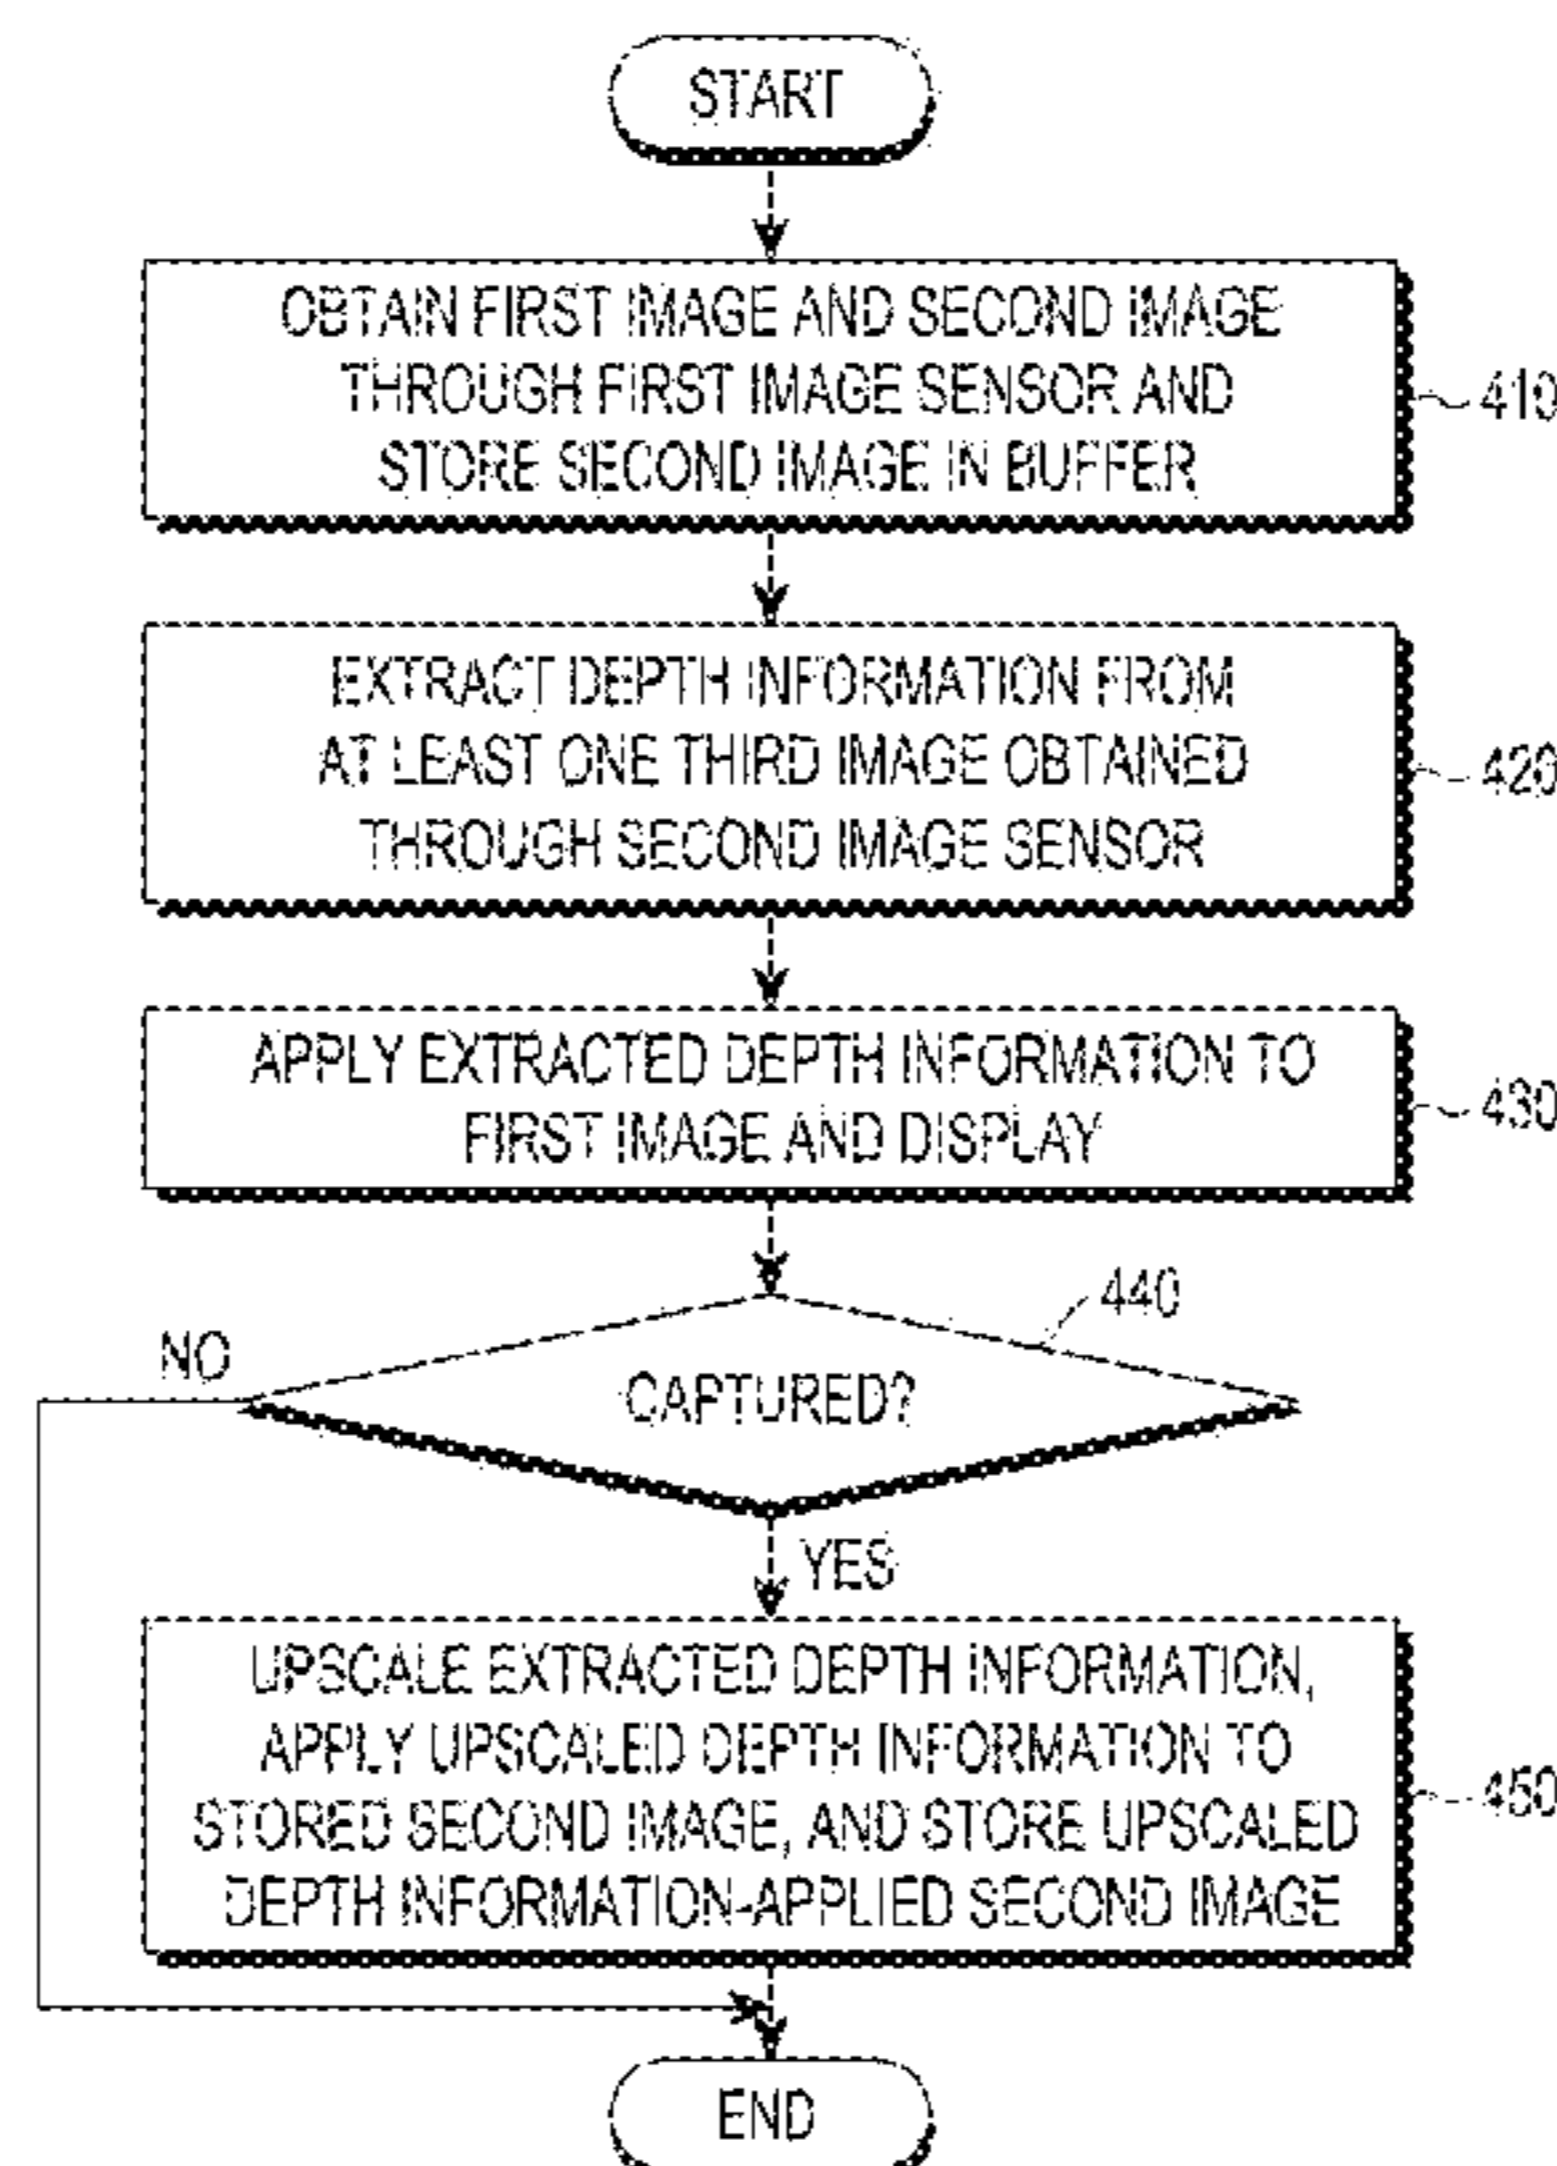 START
OBTAIN FIRST IMAGE AND SECOND IMAGE
THROUGH FIRST IMAGE SENSOR AND
STORE SECOND IMAGE IN BUFFER
410
EXTRACT DEPTH INFORMATION FROM
AT LEAST ONE THIRD IMAGE OBTAINED
THROUGH SECOND IMAGE SENSOR
420
APPLY EXTRACTED DEPTH INFORMATION TO
FIRST IMAGE AND DISPLAY
430
440
NO
CAPTURED?
YES
UPSCALE EXTRACTED DEPTH INFORMATION,
APPLY UPSCALED DEPTH INFORMATION TO
STORED SECOND IMAGE, AND STORE UPSCALED
DEPTH INFORMATION-APPLIED SECOND IMAGE
450
END